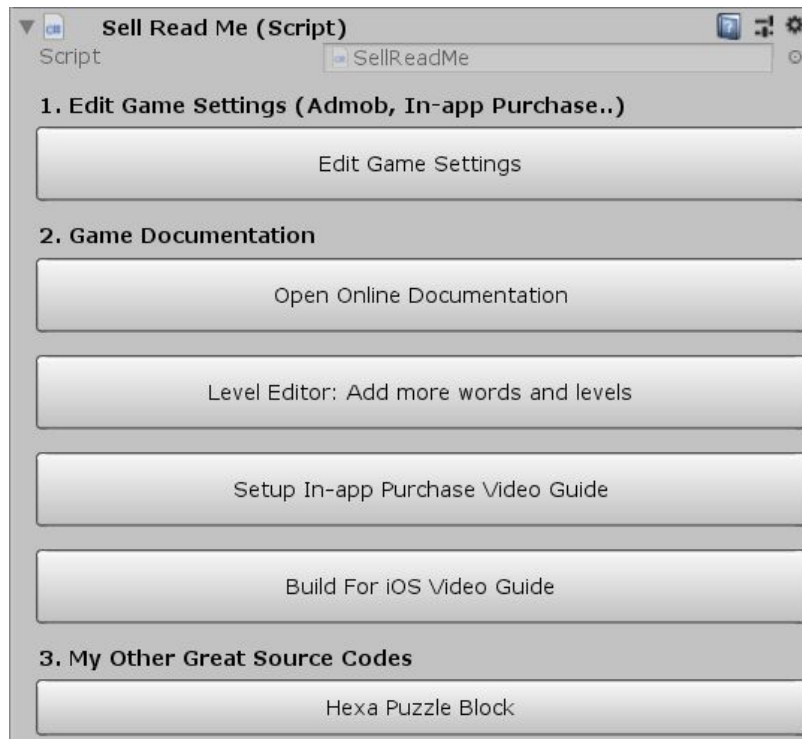 Sell Read Me (Script)
Script SellReadMe
1. Edit Game Settings (Admob, In-app Purchase..)
Edit Game Settings
2. Game Documentation
Open Online Documentation
Level Editor: Add more words and levels
Setup In-app Purchase Video Guide
Build For iOS Video Guide
3. My Other Great Source Codes
Hexa Puzzle Block